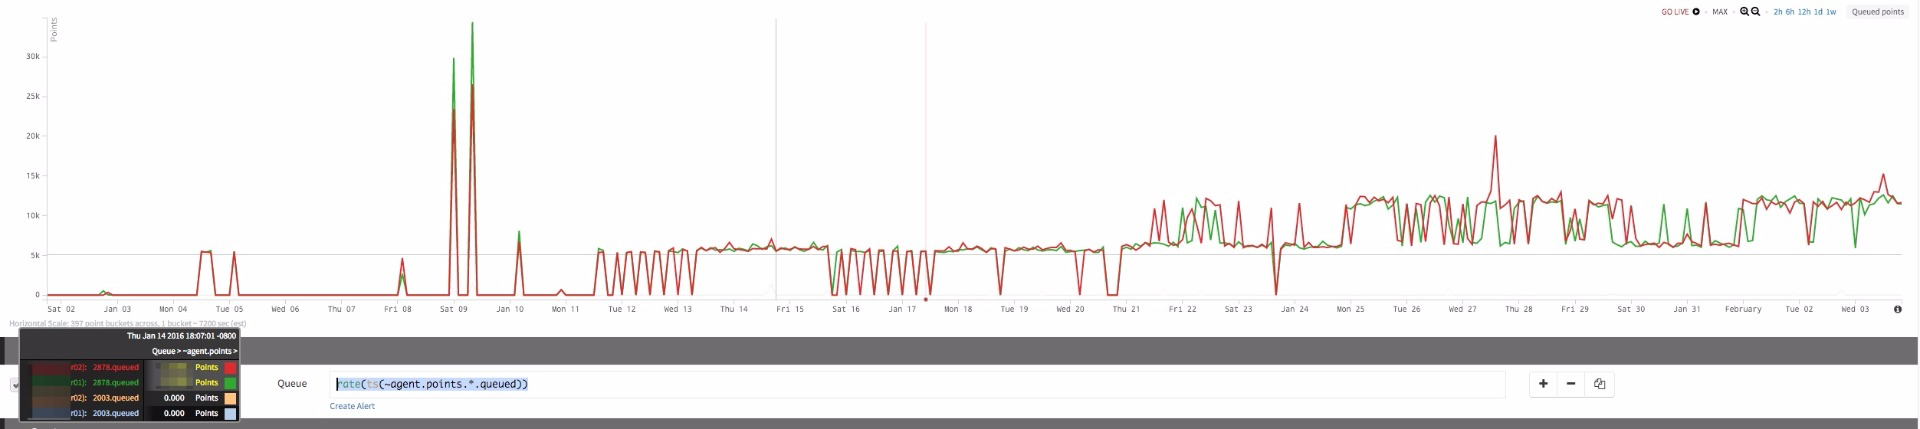 GO LIVE - MAX - - 2h 6h 12h 1d 1w Queued points
Points
30k
25k
20k
15k
10k
5k
0
Sat 02 Jan 03 Mon 04 Tue 05 Wed 06 Thu 07 Fri 08 Sat 09 Jan 10 Mon 11 Tue 12 Wed 13 Thu 14 Fri 15 Sat 16 Jan 17 Mon 18 Tue 19 Wed 20 Thu 21 Fri 22 Sat 23 Jan 24 Mon 25 Tue 26 Wed 27 Thu 28 Fri 29 Sat 30 Jan 31 February Tue 02 Wed 03
Horizontal Scale: 397 point buckets across, 1 bucket ~ 7200 sec (est)
Thu Jan 14 2016 18:07:01 -0800
Queue > ~agent.points >
r02): 2878.queued Points
r01): 2878.queued Points
r02): 2003.queued 0.000 Points
r01): 2003.queued 0.000 Points
Queue
rate(ts(~agent.points.*.queued))
Create Alert